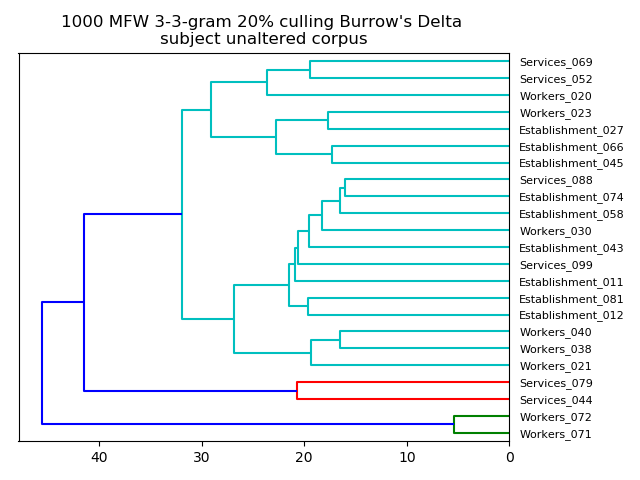 1000 MFW 3-3-gram 20% culling Burrow's Delta
subject unaltered corpus
Services_069
Services_052
Workers_020
Workers_023
Establishment_027
Establishment_066
Establishment_045
Services_088
Establishment_074
Establishment_058
Workers_030
Establishment_043
Services_099
Establishment_011
Establishment_081
Establishment_012
Workers_040
Workers_038
Workers_021
Services_079
Services_044
Workers_072
Workers_071
40 30 20 10 0